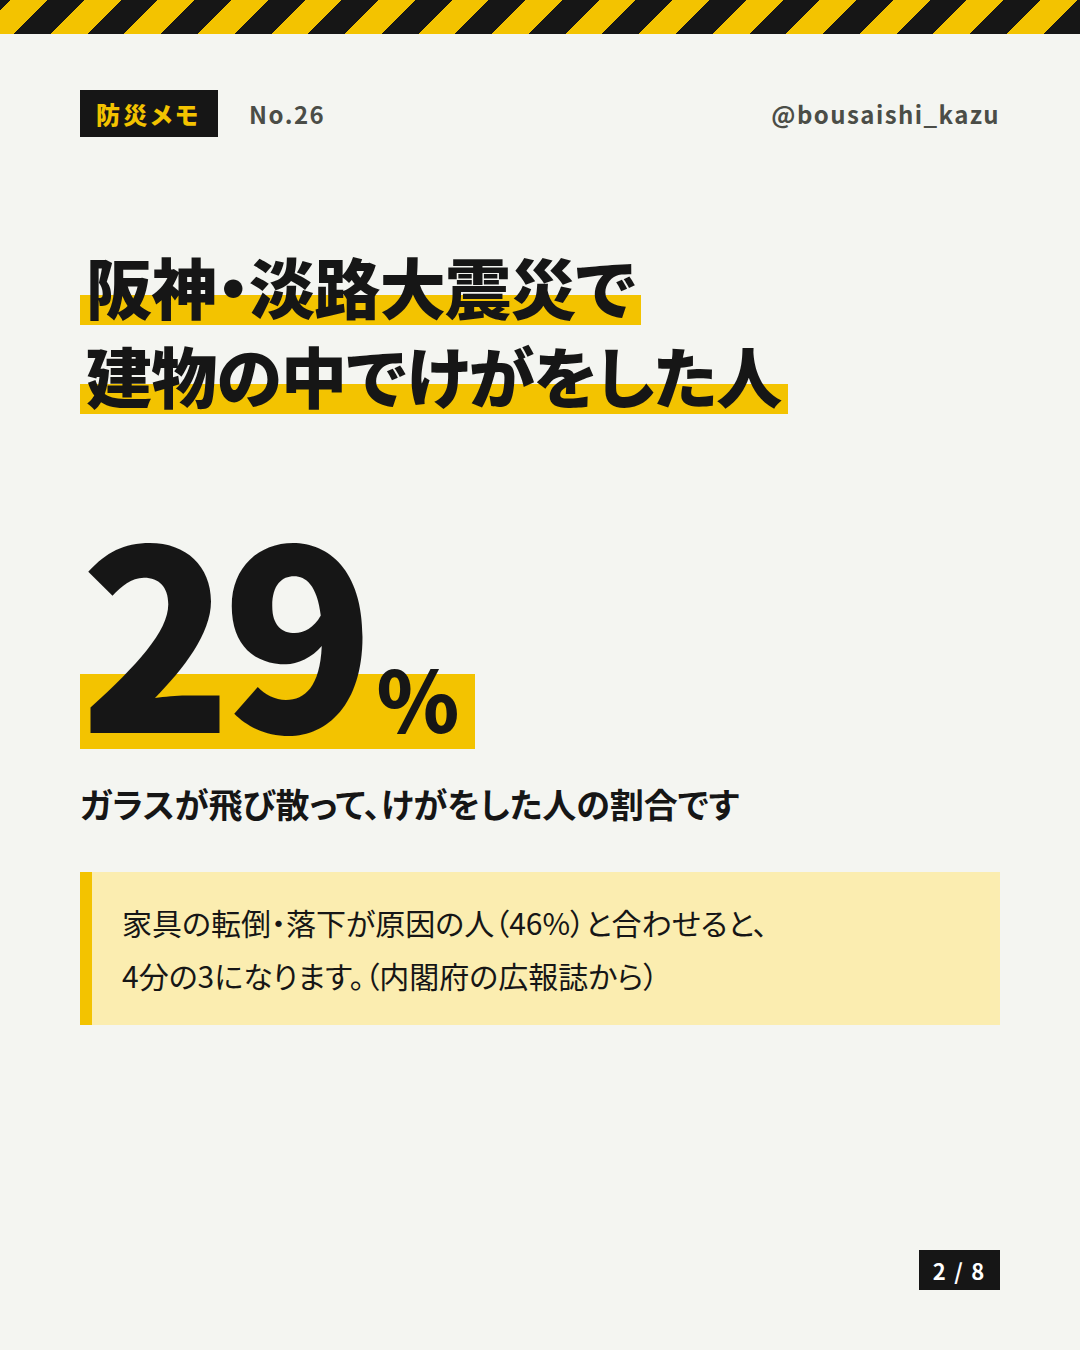 防災メモ No.26 @bousaishi_kazu
阪神・淡路大震災で
建物の中でけがをした人
29%
ガラスが飛び散って、けがをした人の割合です
家具の転倒・落下が原因の人（46%）と合わせると、
4分の3になります。（内閣府の広報誌から）
2 / 8